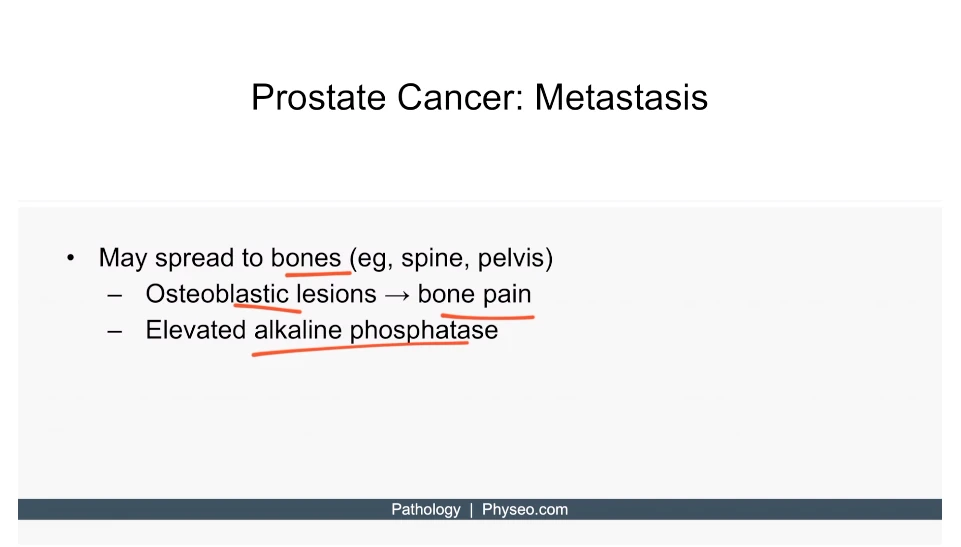 Prostate Cancer: Metastasis
• May spread to bones (eg, spine, pelvis)
– Osteoblastic lesions → bone pain
– Elevated alkaline phosphatase
Pathology | Physeo.com